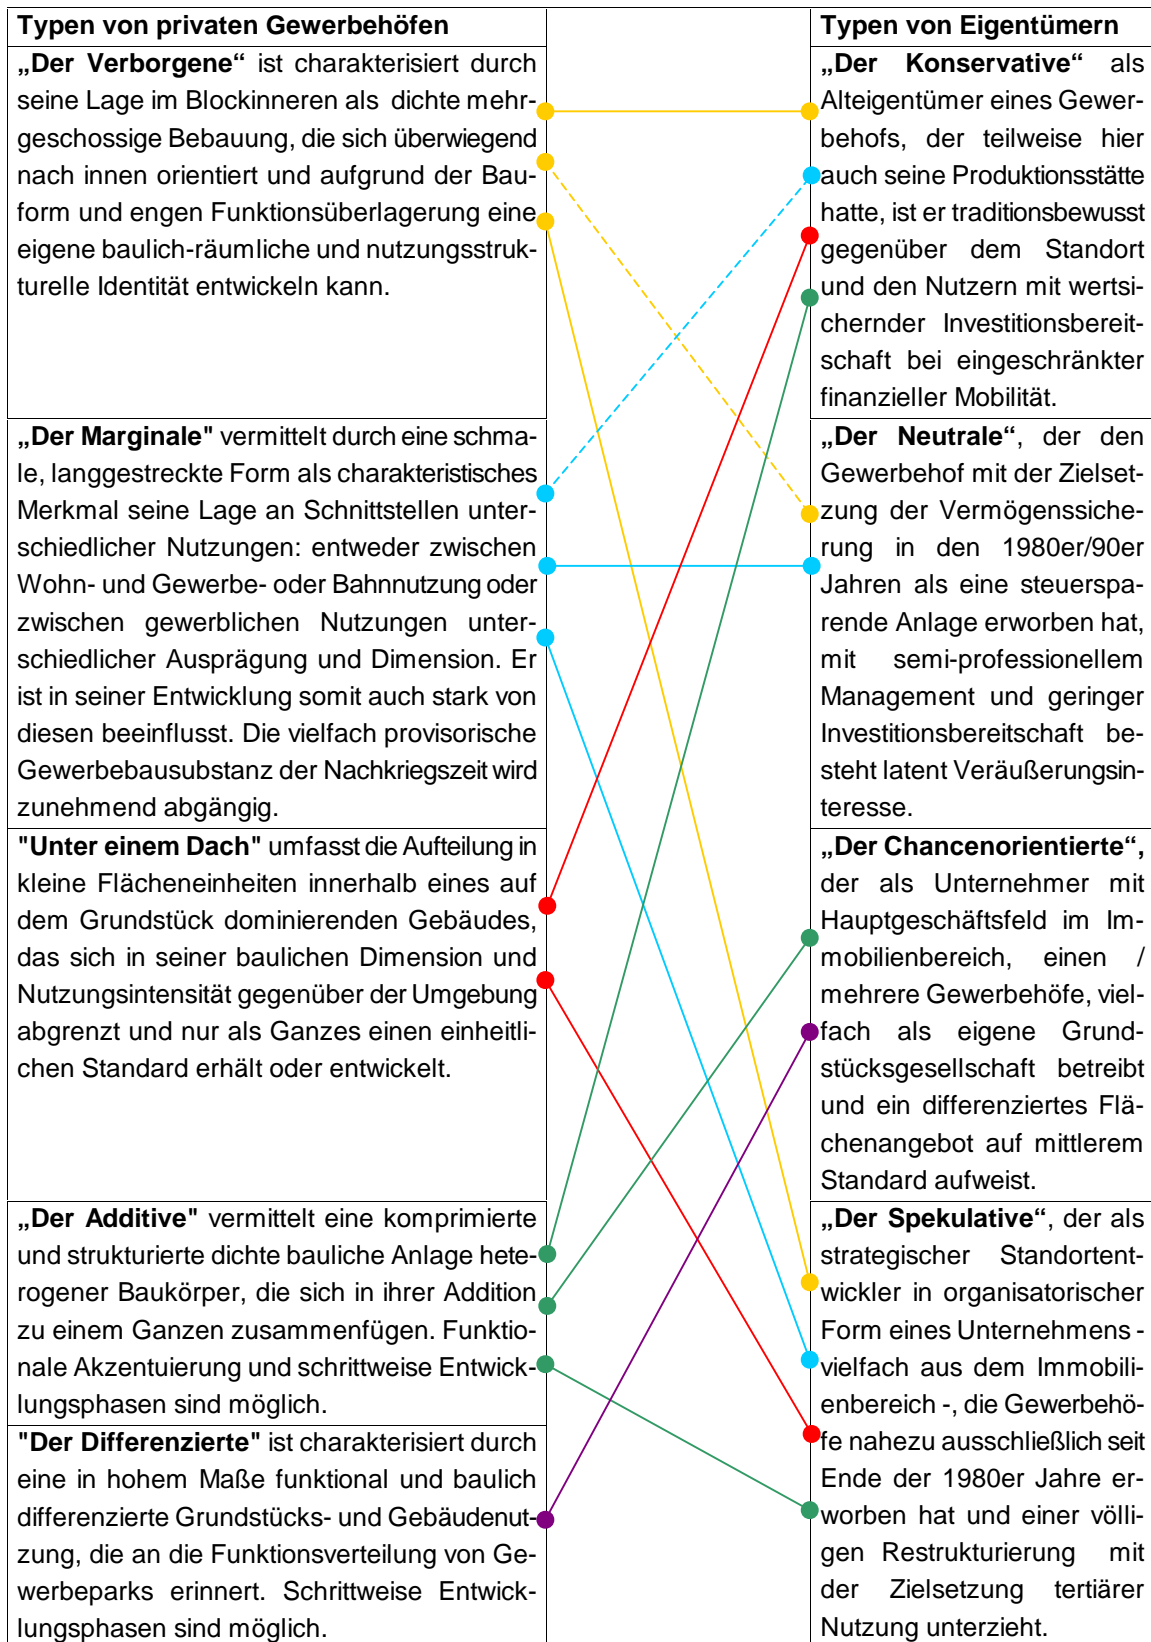 Typen von privaten Gewerbehöfen
„Der Verborgene“ ist charakterisiert durch
seine Lage im Blockinneren als dichte mehr-
geschossige Bebauung, die sich überwiegend
nach innen orientiert und aufgrund der Bau-
form und engen Funktionsüberlagerung eine
eigene baulich-räumliche und nutzungsstruk-
turelle Identität entwickeln kann.
„Der Marginale" vermittelt durch eine schma-
le, langgestreckte Form als charakteristisches
Merkmal seine Lage an Schnittstellen unter-
schiedlicher Nutzungen: entweder zwischen
Wohn- und Gewerbe- oder Bahnnutzung oder
zwischen gewerblichen Nutzungen unter-
schiedlicher Ausprägung und Dimension. Er
ist in seiner Entwicklung somit auch stark von
diesen beeinflusst. Die vielfach provisorische
Gewerbebausubstanz der Nachkriegszeit wird
zunehmend abgängig.
"Unter einem Dach" umfasst die Aufteilung in
kleine Flächeneinheiten innerhalb eines auf
dem Grundstück dominierenden Gebäudes,
das sich in seiner baulichen Dimension und
Nutzungsintensität gegenüber der Umgebung
abgrenzt und nur als Ganzes einen einheitli-
chen Standard erhält oder entwickelt.
„Der Additive" vermittelt eine komprimierte
und strukturierte dichte bauliche Anlage hete-
rogener Baukörper, die sich in ihrer Addition
zu einem Ganzen zusammenfügen. Funktio-
nale Akzentuierung und schrittweise Entwick-
lungsphasen sind möglich.
"Der Differenzierte" ist charakterisiert durch
eine in hohem Maße funktional und baulich
differenzierte Grundstücks- und Gebäudenut-
zung, die an die Funktionsverteilung von Ge-
werbeparks erinnert. Schrittweise Entwick-
lungsphasen sind möglich.
Typen von Eigentümern
„Der Konservative“ als
Alteigentümer eines Gewer-
behofs, der teilweise hier
auch seine Produktionsstätte
hatte, ist er traditionsbewusst
gegenüber dem Standort
und den Nutzern mit wertsi-
chernder Investitionsbereit-
schaft bei eingeschränkter
finanzieller Mobilität.
„Der Neutrale“, der den
Gewerbehof mit der Zielset-
zung der Vermögenssiche-
rung in den 1980er/90er
Jahren als eine steuerspa-
rende Anlage erworben hat,
mit semi-professionellem
Management und geringer
Investitionsbereitschaft be-
steht latent Veräußerungsin-
teresse.
„Der Chancenorientierte“,
der als Unternehmer mit
Hauptgeschäftsfeld im Im-
mobilienbereich, einen /
mehrere Gewerbehöfe, viel-
fach als eigene Grund-
stücksgesellschaft betreibt
und ein differenziertes Flä-
chenangebot auf mittlerem
Standard aufweist.
„Der Spekulative“, der als
strategischer Standortent-
wickler in organisatorischer
Form eines Unternehmens -
vielfach aus dem Immobili-
enbereich -, die Gewerbehö-
fe nahezu ausschließlich seit
Ende der 1980er Jahre er-
worben hat und einer völli-
gen Restrukturierung mit
der Zielsetzung tertiärer
Nutzung unterzieht.